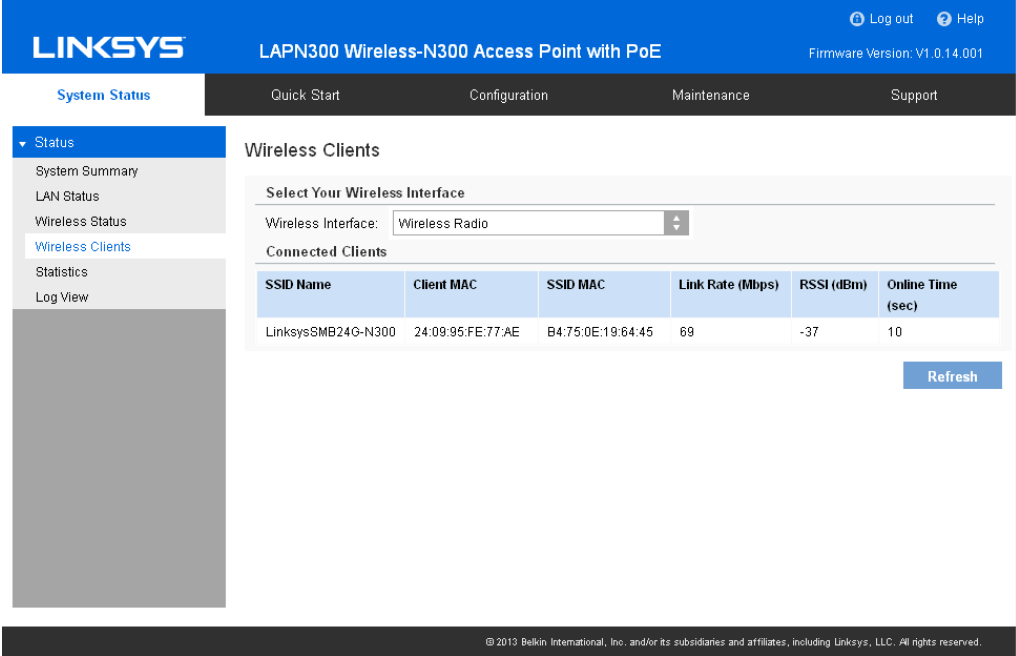 Log out
Help
LINKSYS
LAPN300 Wireless-N300 Access Point with PoE
Firmware Version: V1.0.14.001
System Status
Quick Start
Configuration
Maintenance
Support
Status
System Summary
LAN Status
Wireless Status
Wireless Clients
Statistics
Log View
Wireless Clients
Select Your Wireless Interface
Wireless Interface: Wireless Radio
Connected Clients
SSID Name Client MAC SSID MAC Link Rate (Mbps) RSSI (dBm) Online Time
(sec)
LinksysSMB24G-N300 24:09:95:FE:77:AE B4:75:0E:19:64:45 69 -37 10
Refresh
© 2013 Belkin International, Inc. and/or its subsidiaries and affiliates, including Linksys, LLC. All rights reserved.